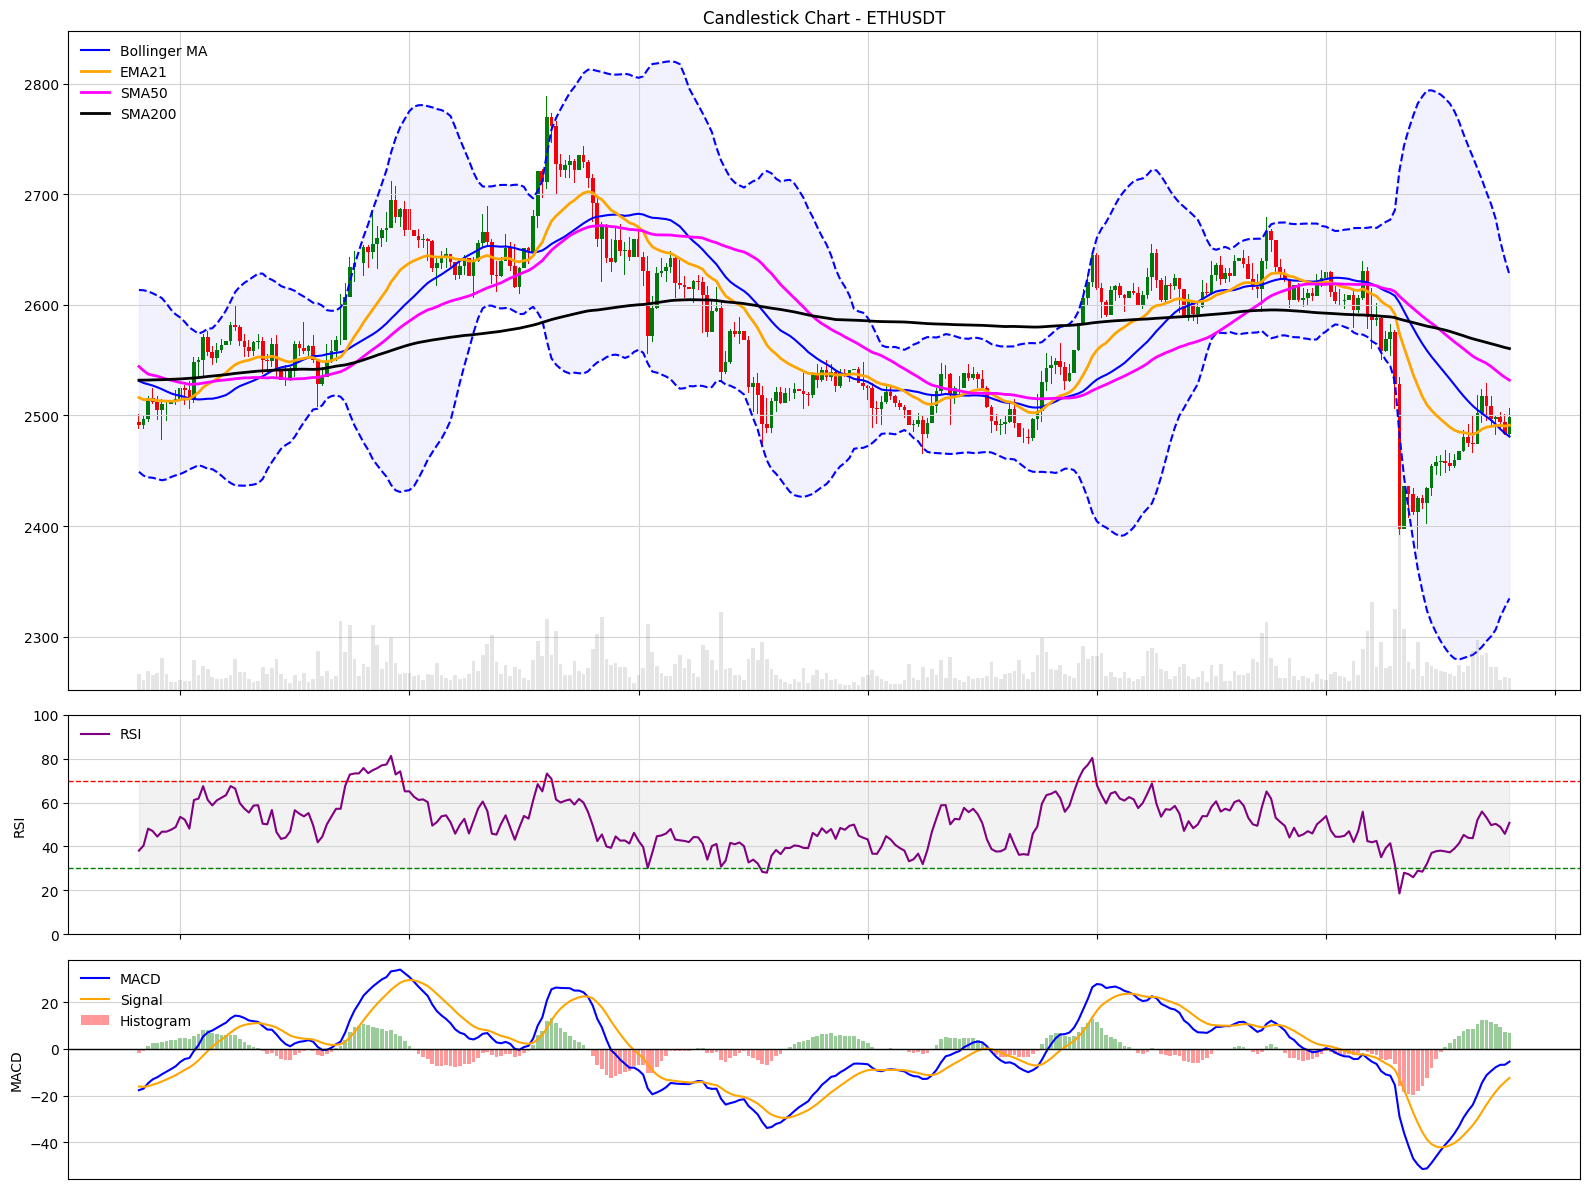 Candlestick Chart - ETHUSDT
Bollinger MA
EMA21
SMA50
SMA200
2800
2700
2600
2500
2400
2300
RSI
100
80
60
40
20
0
RSI
MACD
Signal
Histogram
20
0
−20
−40
MACD